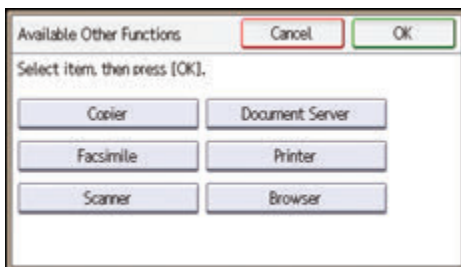 Available Other Functions Cancel OK
Select item, then press [OK].
Copier Document Server
Facsimile Printer
Scanner Browser